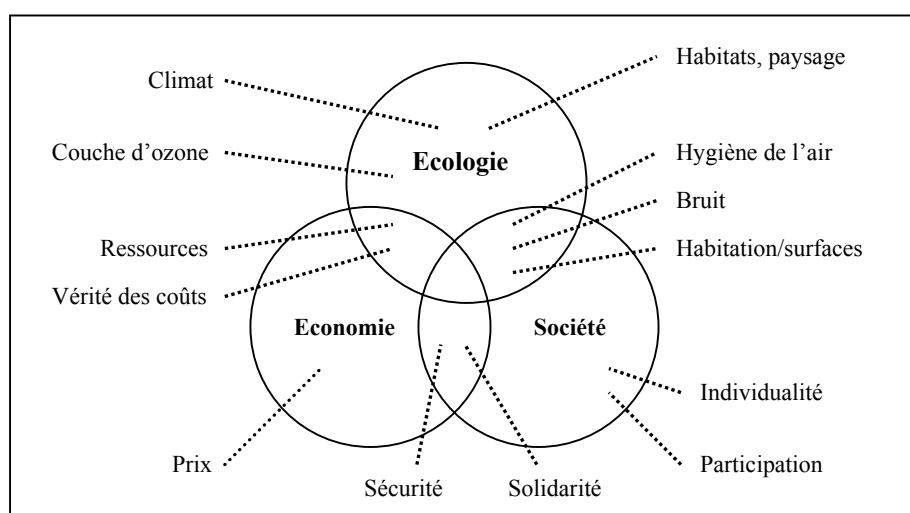 Climat
Habitats, paysage
Couche d'ozone
Ecologie
Hygiène de l'air
Bruit
Ressources
Habitation/surfaces
Vérité des coûts
Economie
Société
Individualité
Prix
Participation
Sécurité
Solidarité